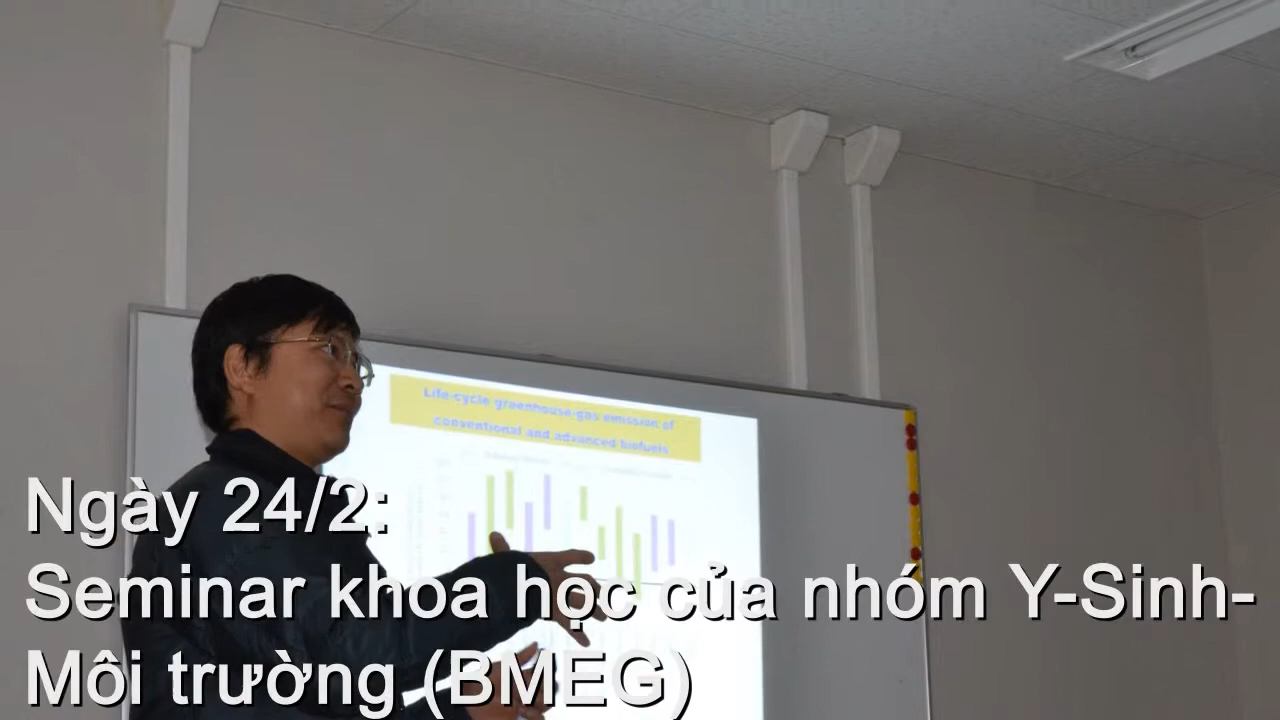 Life-cycle greenhouse-gas emission of
conventional and advanced biofuels
Ngày 24/2:
Seminar khoa học của nhóm Y-Sinh-
Môi trường (BMEG)